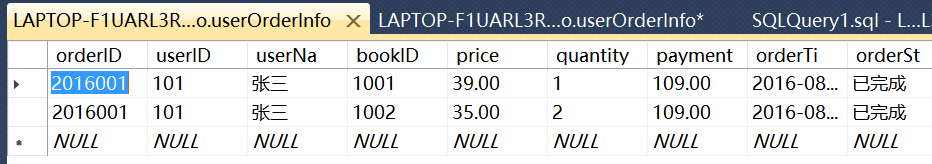 LAPTOP-F1UARL3R...o.userOrderInfo LAPTOP-F1UARL3R...o.userOrderInfo* SQLQuery1.sql - L...L
orderID userID userNa bookID price quantity payment orderTi orderSt
2016001 101 张三 1001 39.00 1 109.00 2016-08... 已完成
2016001 101 张三 1002 35.00 2 109.00 2016-08... 已完成
NULL NULL NULL NULL NULL NULL NULL NULL NULL